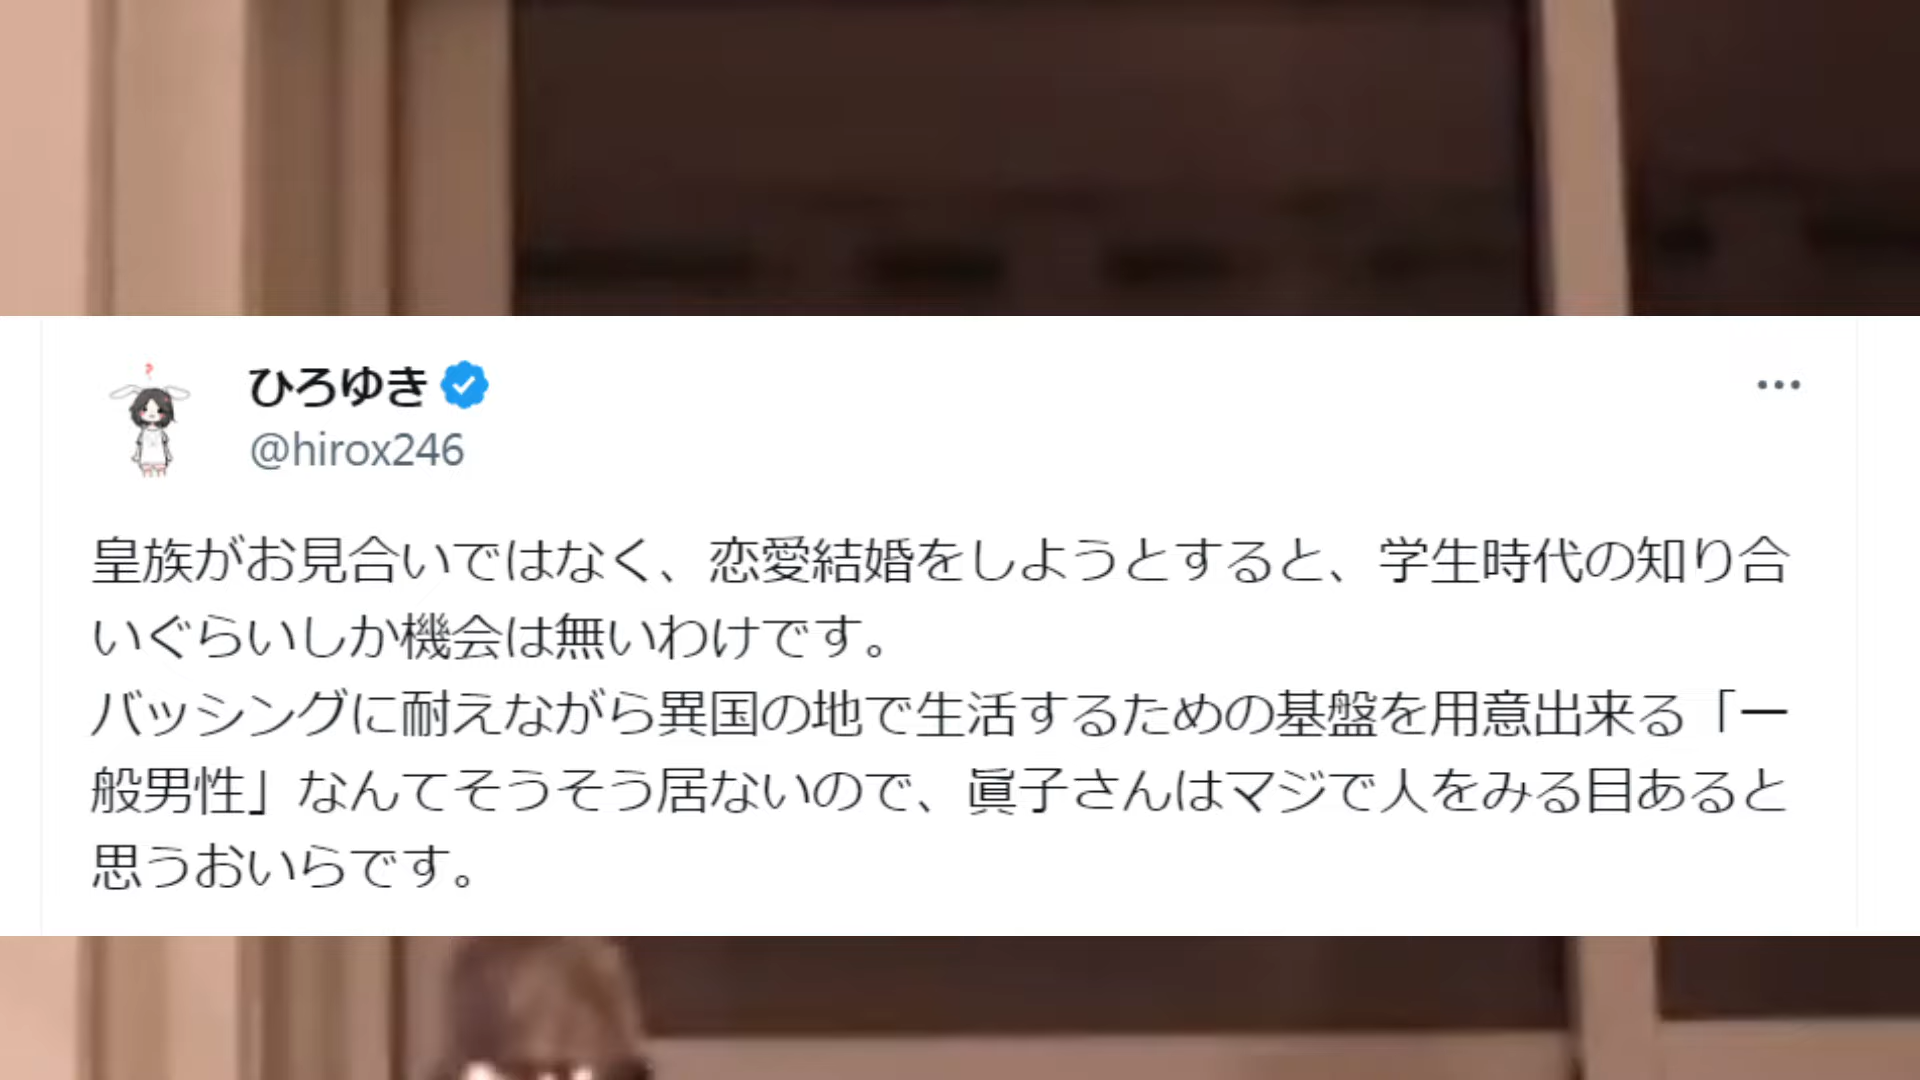 ひろゆき
@hirox246
皇族がお見合いではなく、恋愛結婚をしようとすると、学生時代の知り合
いぐらいしか機会は無いわけです。
バッシングに耐えながら異国の地で生活するための基盤を用意出来る「一
般男性」なんてそうそう居ないので、眞子さんはマジで人をみる目あると
思うおいらです。